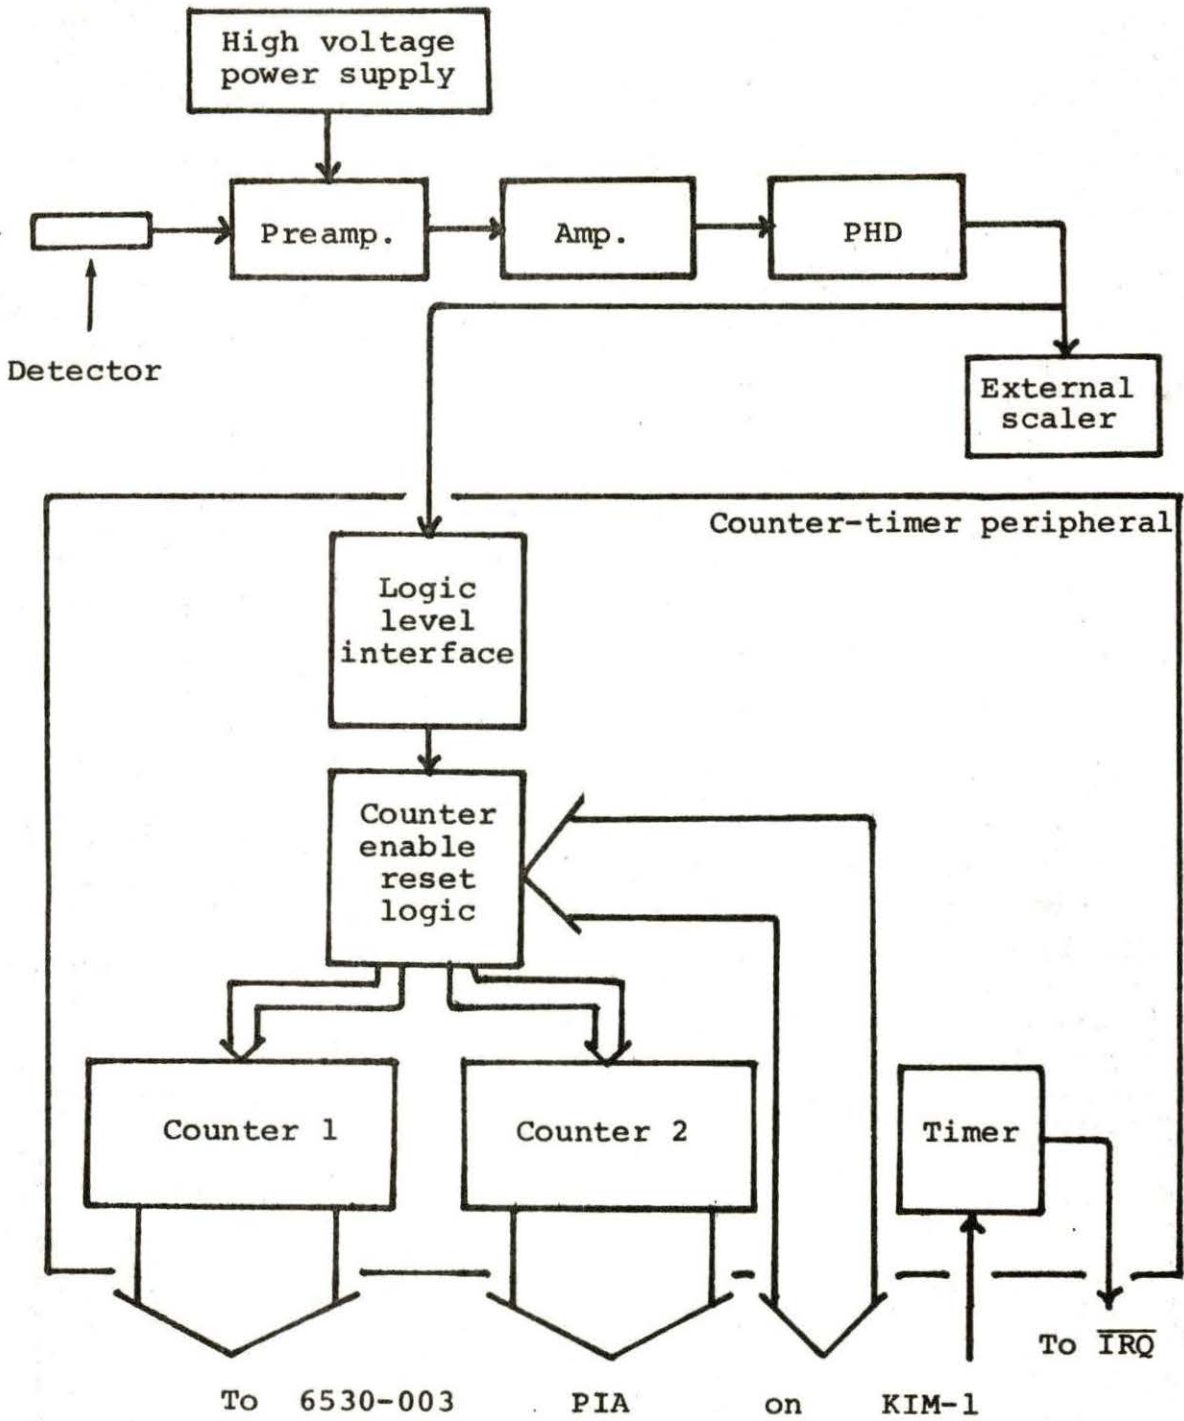 High voltage
power supply
Preamp.
Amp.
PHD
Detector
External
scaler
Counter-timer peripheral
Logic
level
interface
Counter
enable
reset
logic
Counter 1
Counter 2
Timer
To I̅R̅Q̅
To 6530-003 PIA on KIM-1